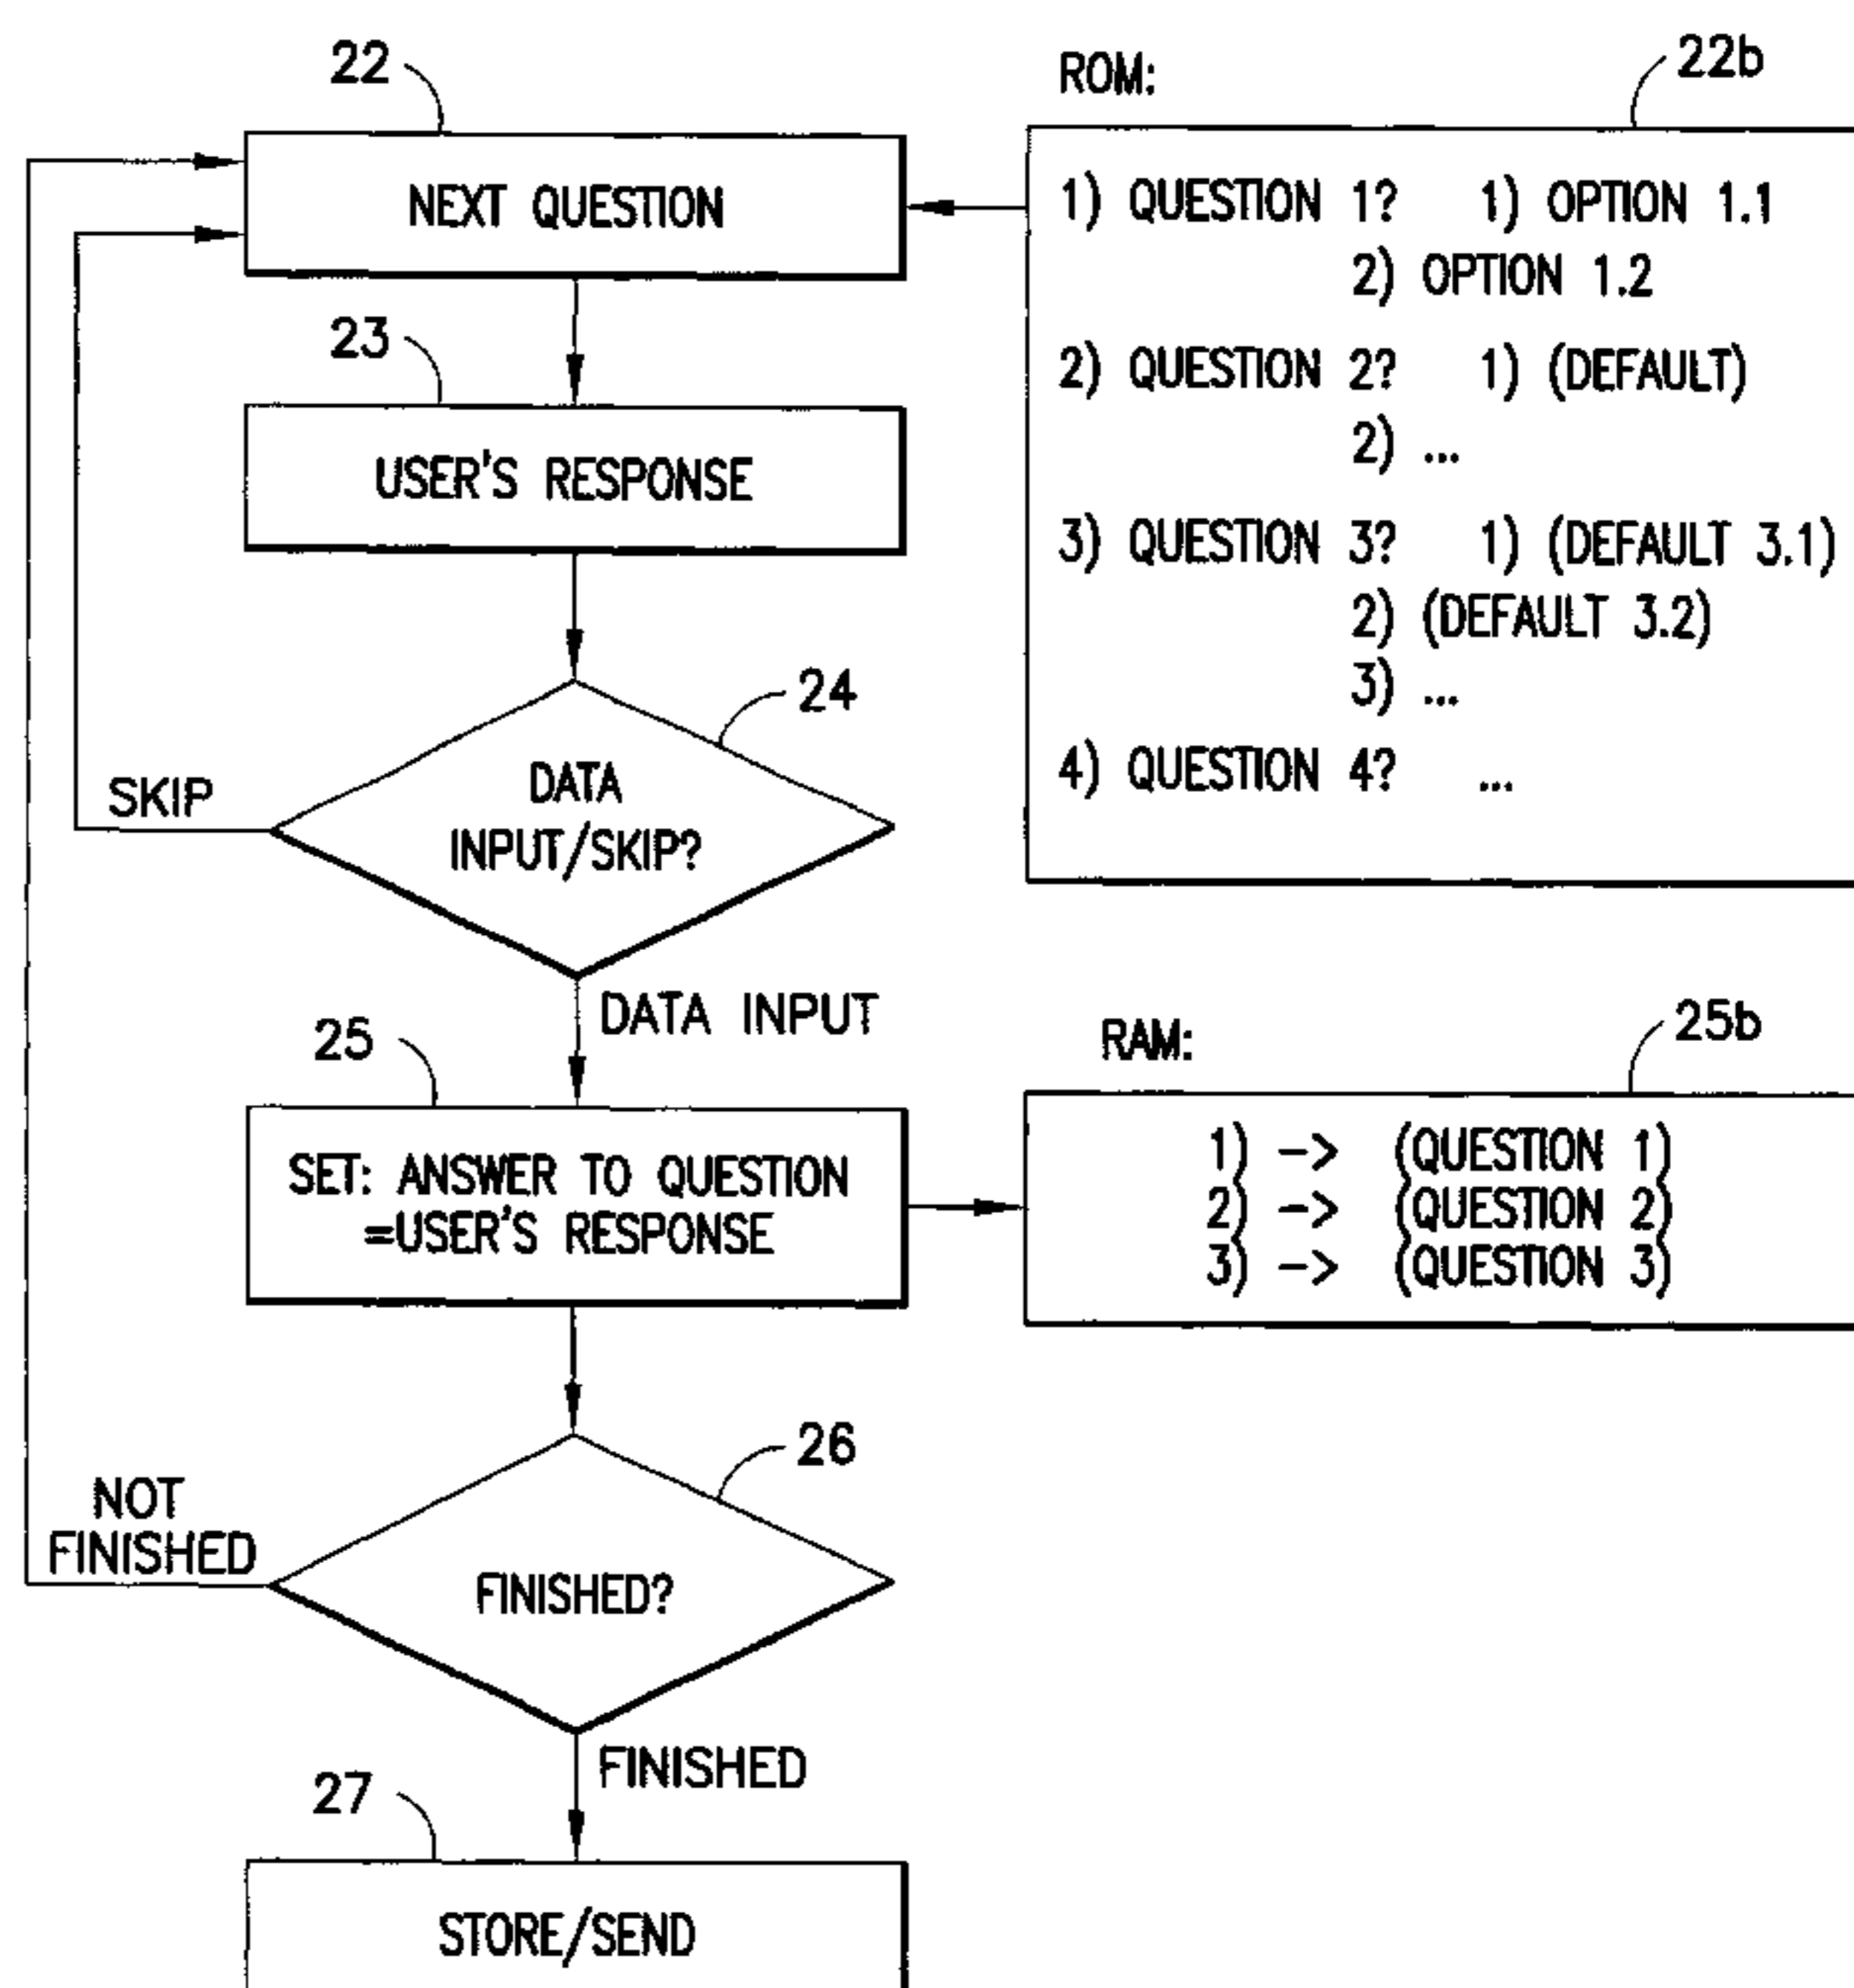 22
NEXT QUESTION
23
USER'S RESPONSE
24
DATA
INPUT/SKIP?
SKIP
DATA INPUT
25
SET: ANSWER TO QUESTION
=USER'S RESPONSE
26
FINISHED?
NOT
FINISHED
FINISHED
27
STORE/SEND
ROM:
22b
1) QUESTION 1? 1) OPTION 1.1
2) OPTION 1.2
2) QUESTION 2? 1) (DEFAULT)
2) ...
3) QUESTION 3? 1) (DEFAULT 3.1)
2) (DEFAULT 3.2)
3) ...
4) QUESTION 4? ...
RAM:
25b
1) -> (QUESTION 1)
2) -> (QUESTION 2)
3) -> (QUESTION 3)